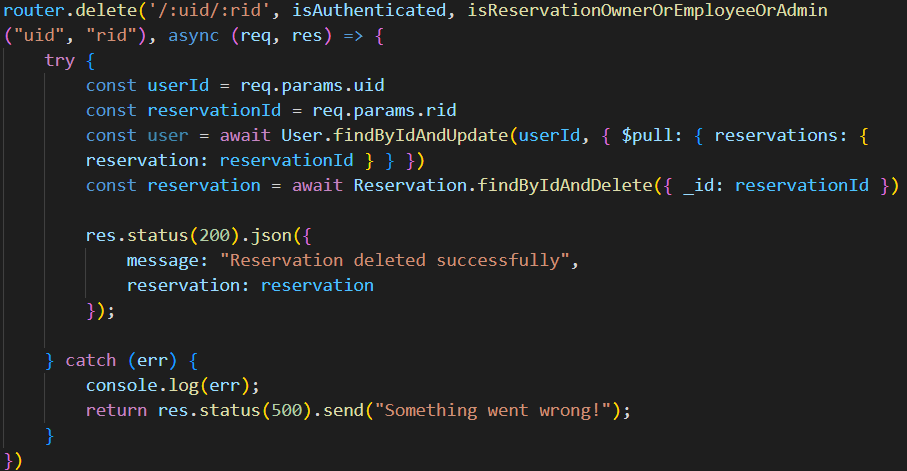 router.delete('/:uid/:rid', isAuthenticated, isReservationOwnerOrEmployeeOrAdmin
("uid", "rid"), async (req, res) => {
    try {
        const userId = req.params.uid
        const reservationId = req.params.rid
        const user = await User.findByIdAndUpdate(userId, { $pull: { reservations: {
        reservation: reservationId } } })
        const reservation = await Reservation.findByIdAndDelete({ _id: reservationId })
        res.status(200).json({
            message: "Reservation deleted successfully",
            reservation: reservation
        });
    } catch (err) {
        console.log(err);
        return res.status(500).send("Something went wrong!");
    }
})